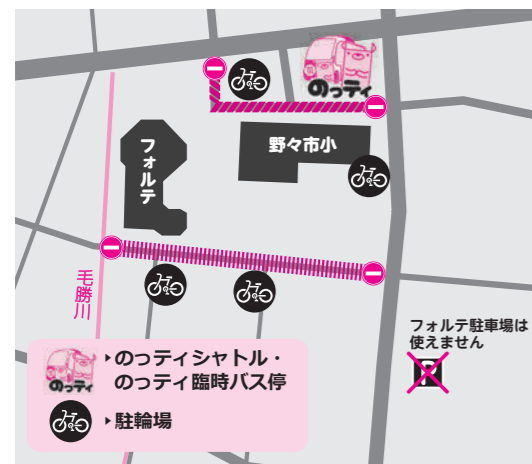 のっティ
野々市小
フォルテ
毛勝川
フォルテ駐車場は
使えません
P
のっティ
のっティシャトル・
のっティ臨時バス停
駐輪場